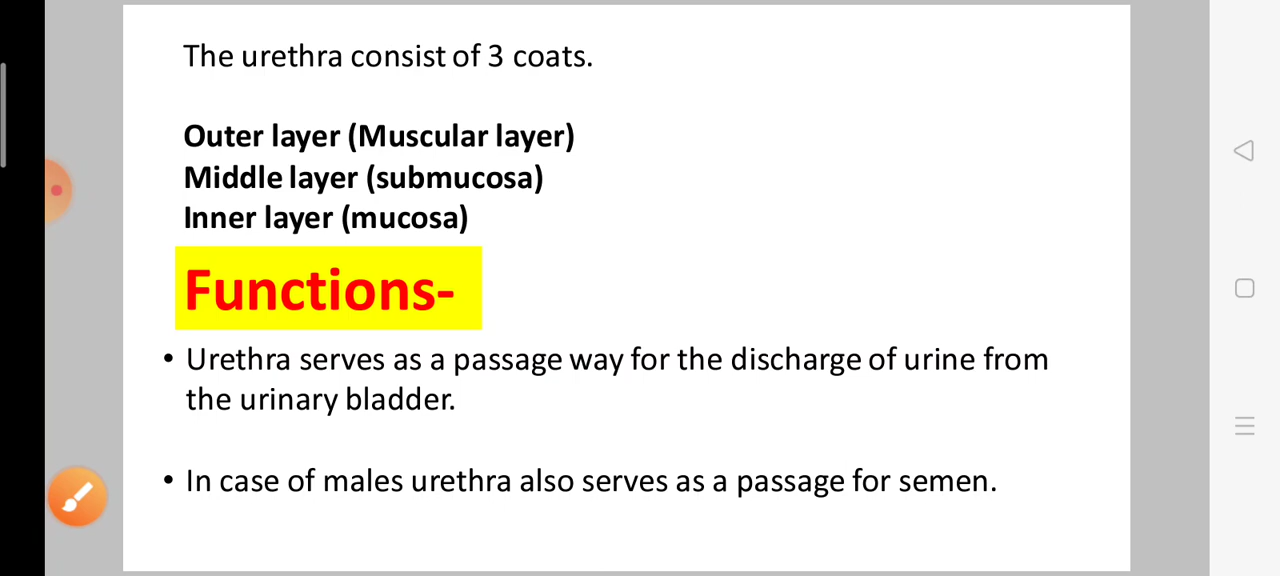 The urethra consist of 3 coats.
Outer layer (Muscular layer)
Middle layer (submucosa)
Inner layer (mucosa)
Functions-
• Urethra serves as a passage way for the discharge of urine from
the urinary bladder.
• In case of males urethra also serves as a passage for semen.